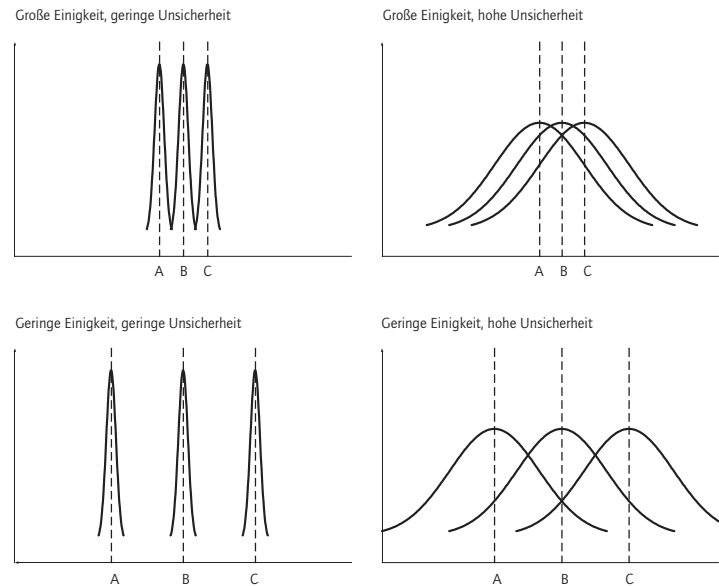 Große Einigkeit, geringe Unsicherheit
Große Einigkeit, hohe Unsicherheit
A B C
A B C
Geringe Einigkeit, geringe Unsicherheit
Geringe Einigkeit, hohe Unsicherheit
A B C
A B C